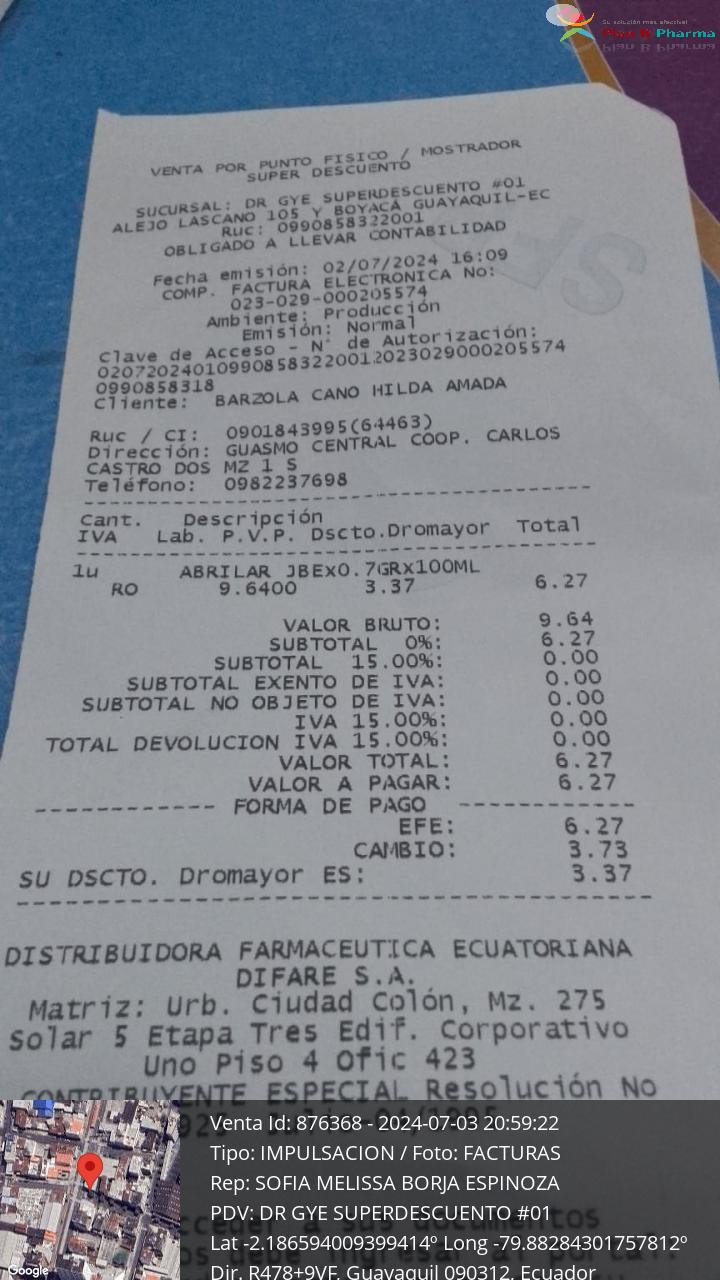 Su solución más efectiva!
Plan B Pharma
VENTA POR PUNTO FISICO / MOSTRADOR
SUPER DESCUENTO
SUCURSAL: DR GYE SUPERDESCUENTO #01
ALEJO LASCANO 105 Y BOYACA GUAYAQUIL-EC
Ruc: 0990858322001
OBLIGADO A LLEVAR CONTABILIDAD
Fecha emisión: 02/07/2024 16:09
COMP. FACTURA ELECTRONICA No:
023-029-000205574
Ambiente: Producción
Emisión: Normal
Clave de Acceso - N° de Autorización:
020720240109908583220012023029000205574
0990858318
Cliente: BARZOLA CANO HILDA AMADA
Ruc / CI: 0901843995(64463)
Dirección: GUASMO CENTRAL COOP. CARLOS
CASTRO DOS MZ 1 S
Teléfono: 0982237698
Cant. Descripción
IVA Lab. P.V.P. Dscto.Dromayor Total
1u ABRILAR JBEx0.7GRx100ML
RO 9.6400 3.37 6.27
VALOR BRUTO: 9.64
SUBTOTAL 0%: 6.27
SUBTOTAL 15.00%: 0.00
SUBTOTAL EXENTO DE IVA: 0.00
SUBTOTAL NO OBJETO DE IVA: 0.00
IVA 15.00%: 0.00
TOTAL DEVOLUCION IVA 15.00%: 0.00
VALOR TOTAL: 6.27
VALOR A PAGAR: 6.27
------------ FORMA DE PAGO ------------
EFE: 6.27
CAMBIO: 3.73
SU DSCTO. Dromayor ES: 3.37
DISTRIBUIDORA FARMACEUTICA ECUATORIANA
DIFARE S.A.
Matriz: Urb. Ciudad Colón, Mz. 275
Solar 5 Etapa Tres Edif. Corporativo
Uno Piso 4 Ofic 423
CONTRIBUYENTE ESPECIAL Resolución No
Venta Id: 876368 - 2024-07-03 20:59:22
Tipo: IMPULSACION / Foto: FACTURAS
Rep: SOFIA MELISSA BORJA ESPINOZA
PDV: DR GYE SUPERDESCUENTO #01
Lat -2.186594009399414º Long -79.88284301757812º
Dir. R478+9VF, Guayaquil 090312, Ecuador
Google